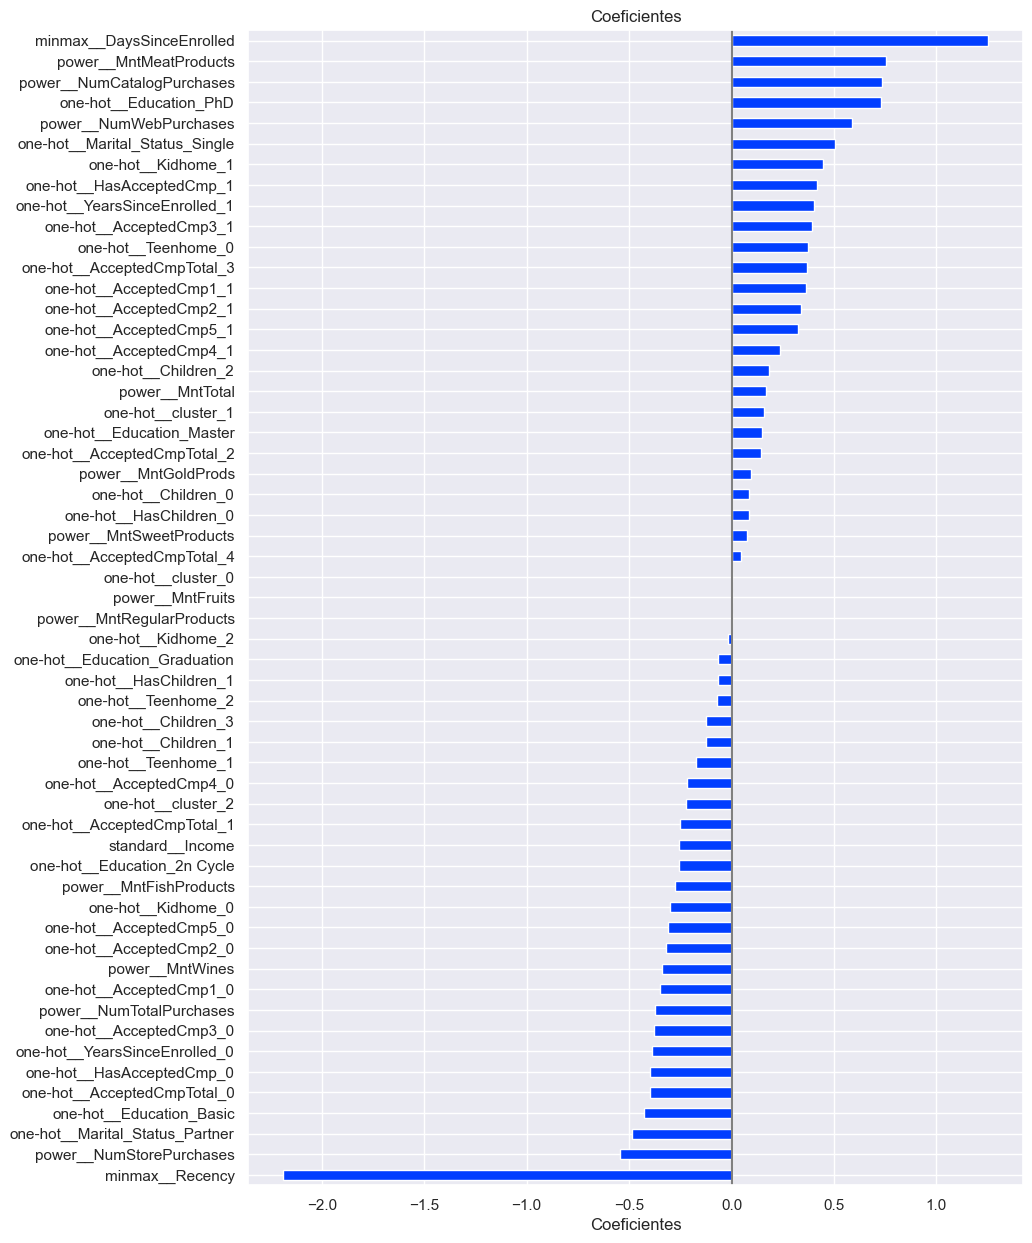 Coeficientes
minmax__DaysSinceEnrolled
power__MntMeatProducts
power__NumCatalogPurchases
one-hot__Education_PhD
power__NumWebPurchases
one-hot__Marital_Status_Single
one-hot__Kidhome_1
one-hot__HasAcceptedCmp_1
one-hot__YearsSinceEnrolled_1
one-hot__AcceptedCmp3_1
one-hot__Teenhome_0
one-hot__AcceptedCmpTotal_3
one-hot__AcceptedCmp1_1
one-hot__AcceptedCmp2_1
one-hot__AcceptedCmp5_1
one-hot__AcceptedCmp4_1
one-hot__Children_2
power__MntTotal
one-hot__cluster_1
one-hot__Education_Master
one-hot__AcceptedCmpTotal_2
power__MntGoldProds
one-hot__Children_0
one-hot__HasChildren_0
power__MntSweetProducts
one-hot__AcceptedCmpTotal_4
one-hot__cluster_0
power__MntFruits
power__MntRegularProducts
one-hot__Kidhome_2
one-hot__Education_Graduation
one-hot__HasChildren_1
one-hot__Teenhome_2
one-hot__Children_3
one-hot__Children_1
one-hot__Teenhome_1
one-hot__AcceptedCmp4_0
one-hot__cluster_2
one-hot__AcceptedCmpTotal_1
standard__Income
one-hot__Education_2n Cycle
power__MntFishProducts
one-hot__Kidhome_0
one-hot__AcceptedCmp5_0
one-hot__AcceptedCmp2_0
power__MntWines
one-hot__AcceptedCmp1_0
power__NumTotalPurchases
one-hot__AcceptedCmp3_0
one-hot__YearsSinceEnrolled_0
one-hot__HasAcceptedCmp_0
one-hot__AcceptedCmpTotal_0
one-hot__Education_Basic
one-hot__Marital_Status_Partner
power__NumStorePurchases
minmax__Recency
−2.0 −1.5 −1.0 −0.5 0.0 0.5 1.0
Coeficientes